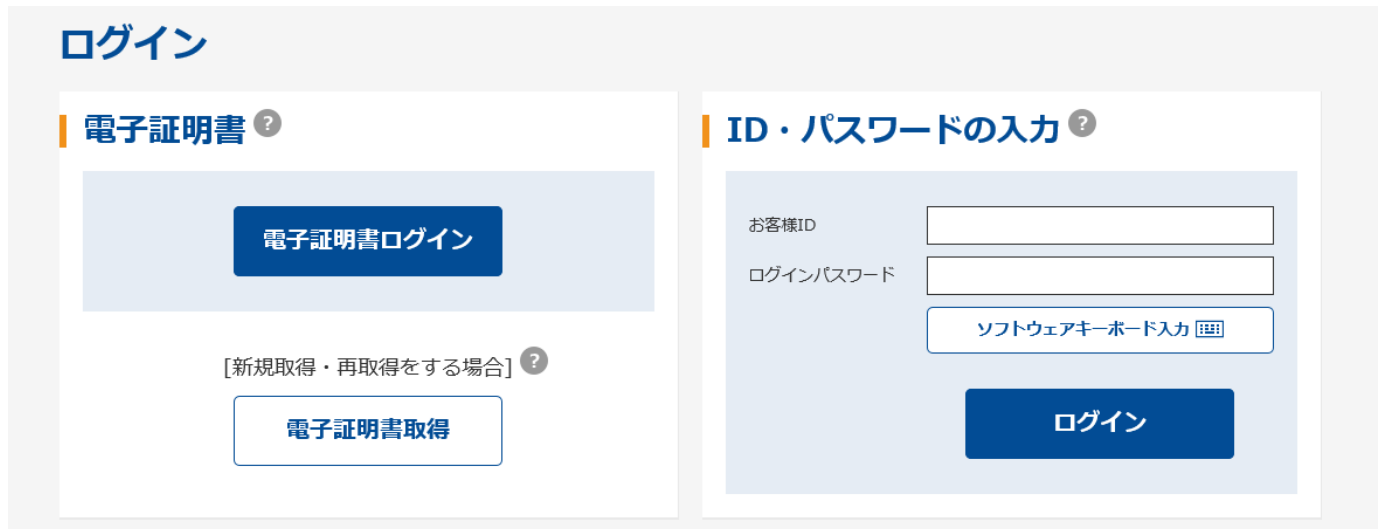 ログイン
電子証明書 ?
電子証明書ログイン
[新規取得・再取得をする場合] ?
電子証明書取得
ID・パスワードの入力 ?
お客様ID
ログインパスワード
ソフトウェアキーボード入力
ログイン